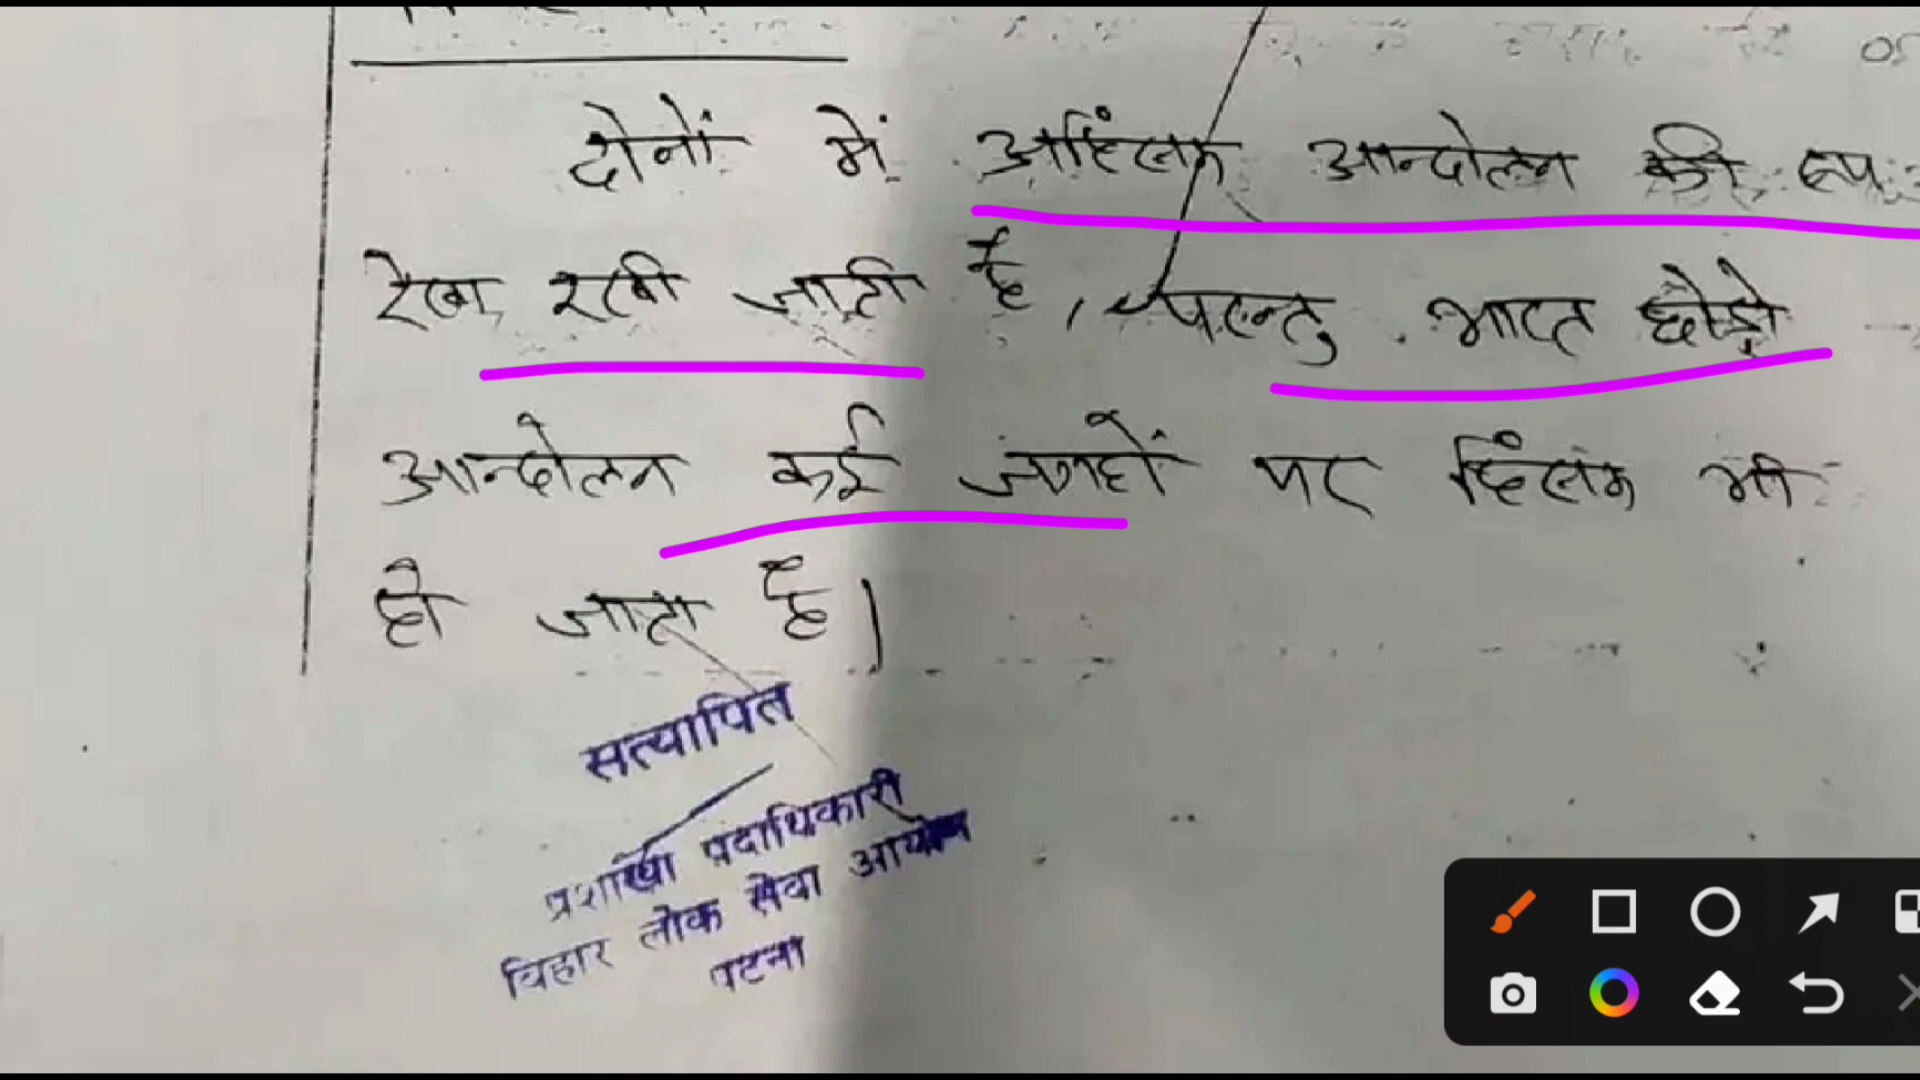 दोनों में अहिंसक आन्दोलन की रूप
रेखा रखी जाती है, परन्तु भारत छोड़ो
आन्दोलन कई जगहों पर हिंसक भी
हो जाता है।
सत्यापित
प्रशाखा पदाधिकारी
बिहार लोक सेवा आयोग
पटना